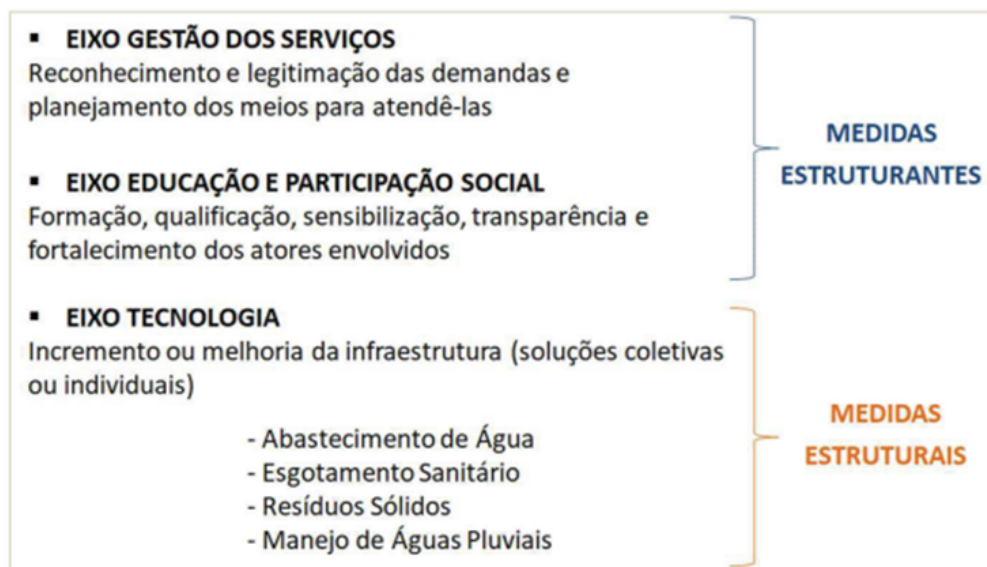 ▪ EIXO GESTÃO DOS SERVIÇOS
Reconhecimento e legitimação das demandas e
planejamento dos meios para atendê-las
MEDIDAS
ESTRUTURANTES
▪ EIXO EDUCAÇÃO E PARTICIPAÇÃO SOCIAL
Formação, qualificação, sensibilização, transparência e
fortalecimento dos atores envolvidos
▪ EIXO TECNOLOGIA
Incremento ou melhoria da infraestrutura (soluções coletivas
ou individuais)
- Abastecimento de Água
- Esgotamento Sanitário
- Resíduos Sólidos
- Manejo de Águas Pluviais
MEDIDAS
ESTRUTURAIS